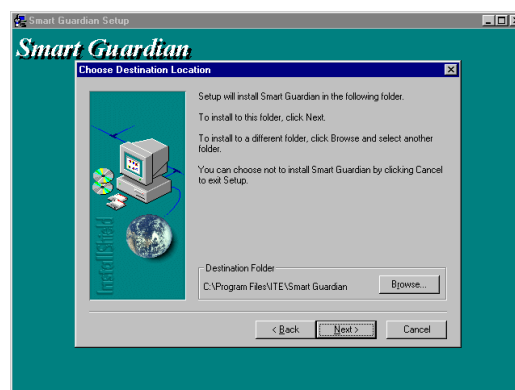 Smart Guardian Setup
Smart Guardian
Choose Destination Location
Setup will install Smart Guardian in the following folder.
To install to this folder, click Next.
To install to a different folder, click Browse and select another
folder.
You can choose not to install Smart Guardian by clicking Cancel
to exit Setup.
InstallShield
Destination Folder
C:\Program Files\ITE\Smart Guardian
Browse...
< Back
Next >
Cancel